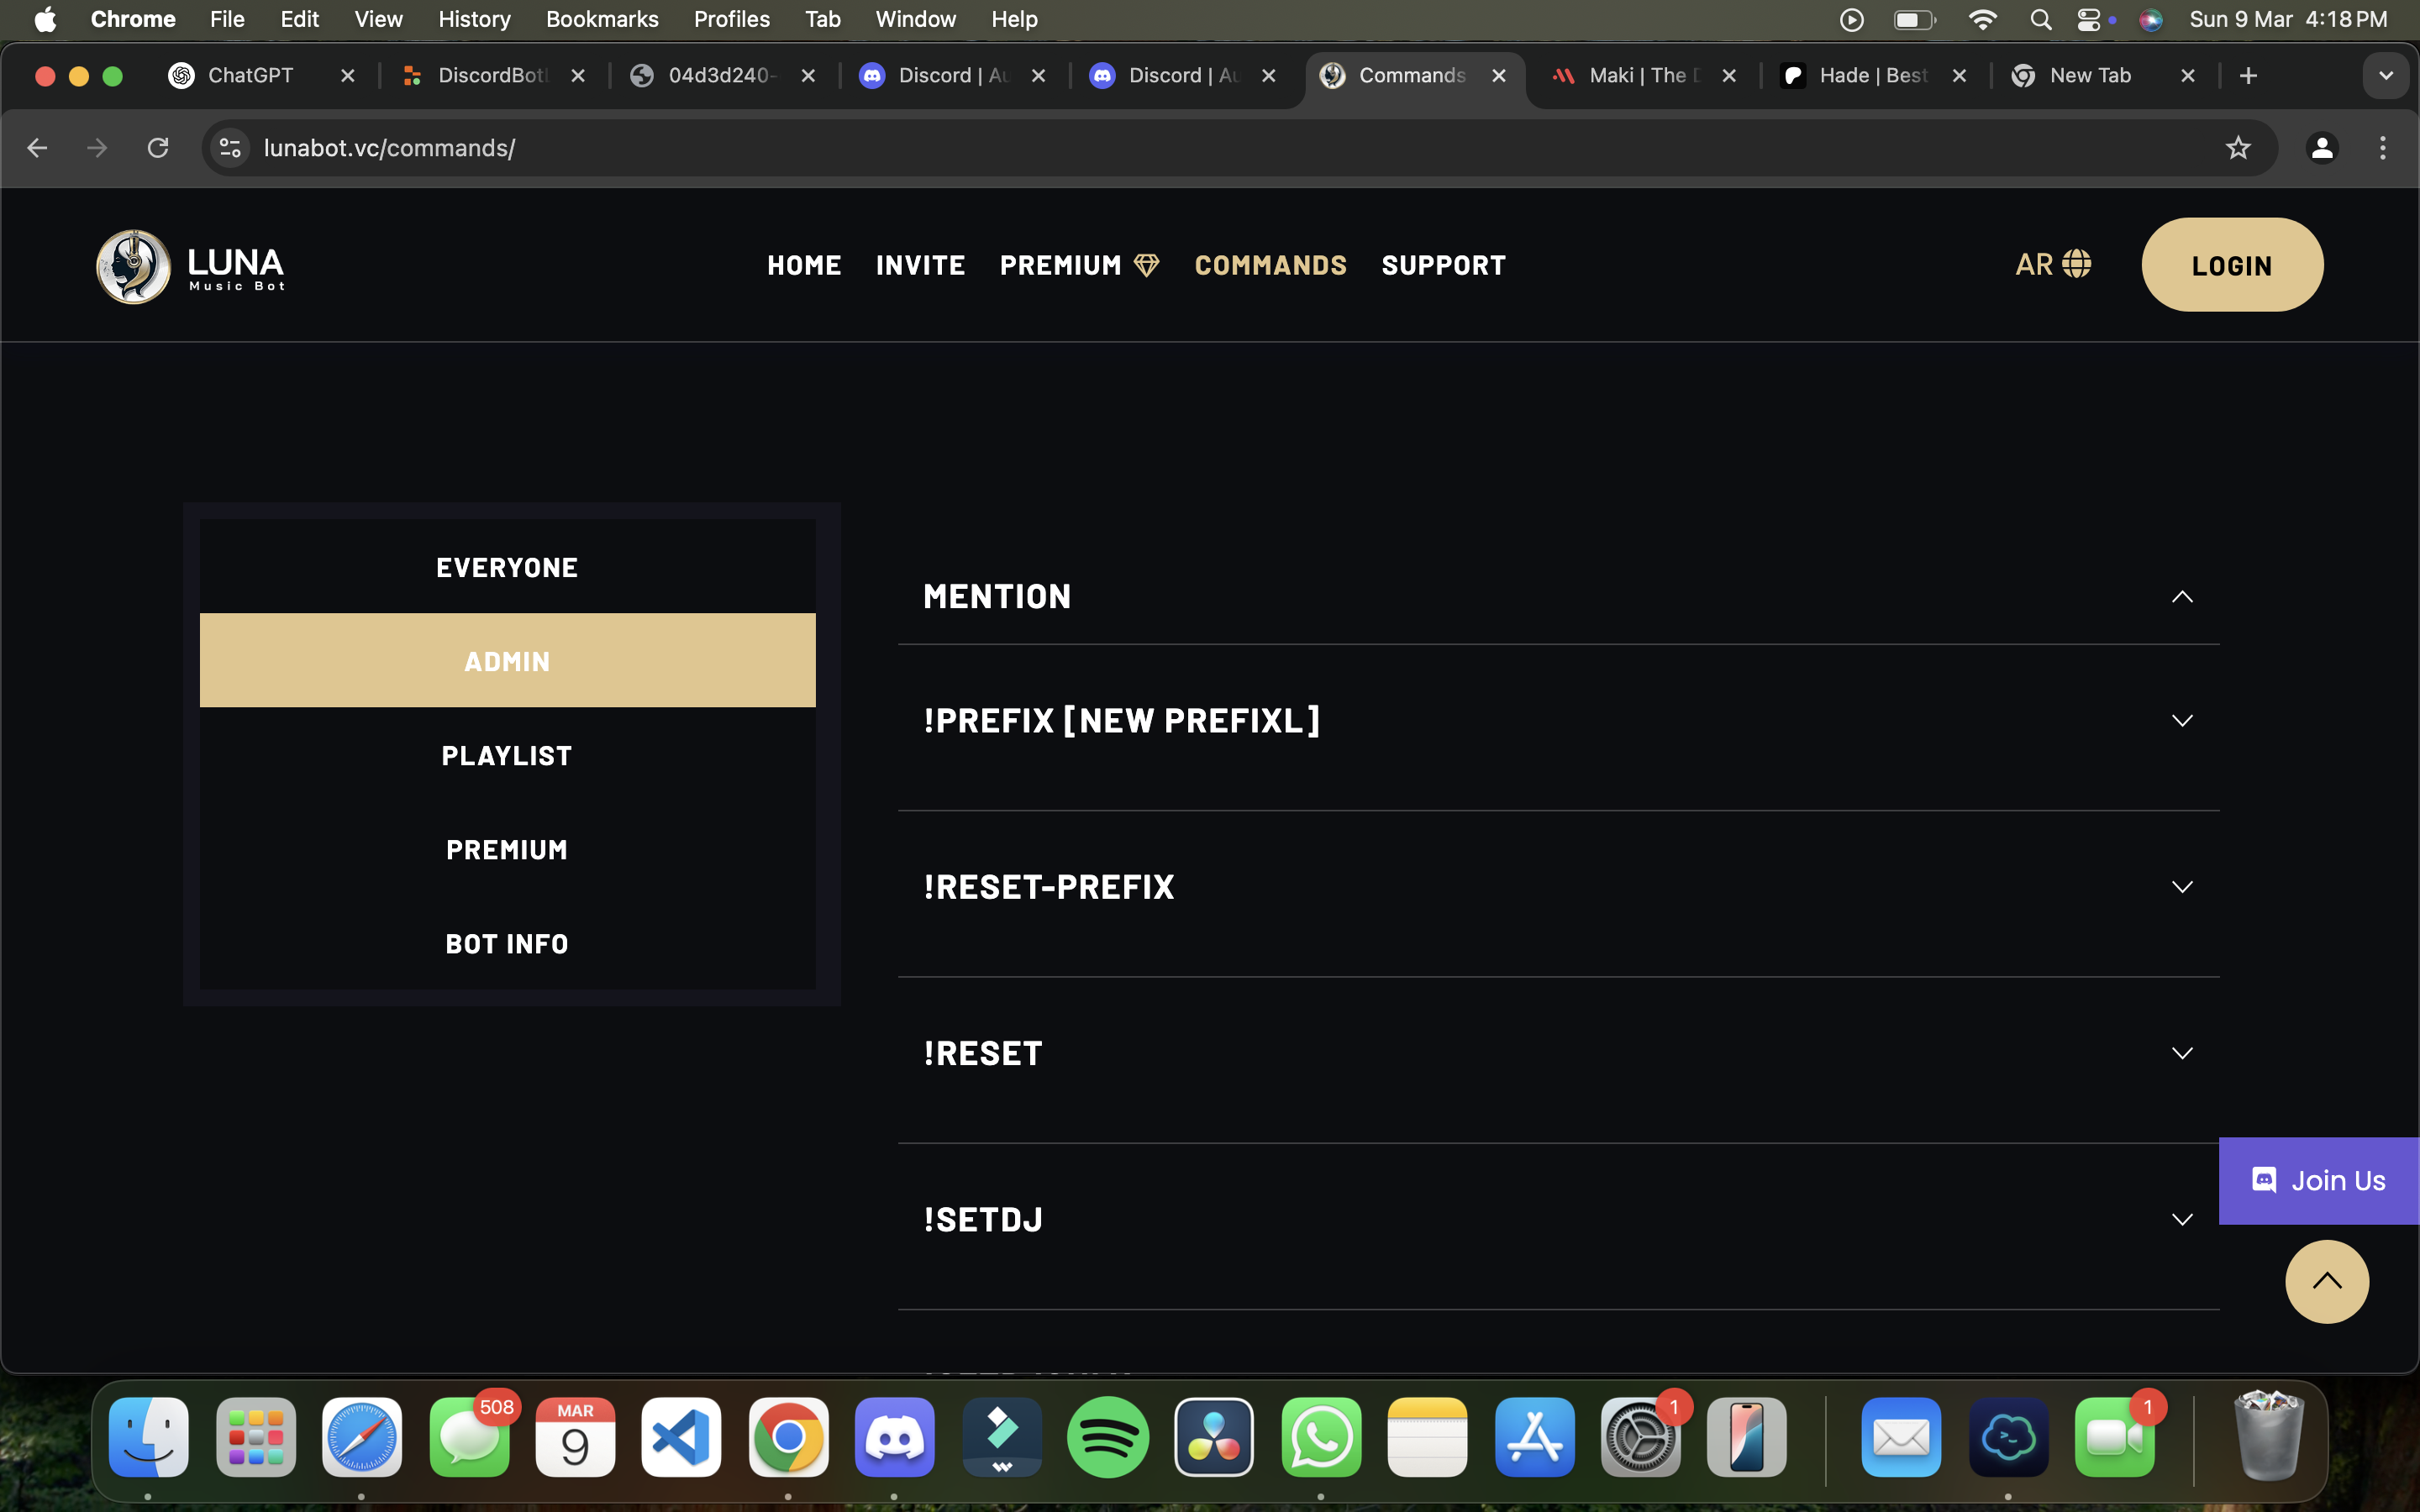 Chrome File Edit View History Bookmarks Profiles Tab Window Help Sun 9 Mar 4:18 PM
ChatGPT DiscordBotL 04d3d240- Discord | Au Discord | Au Commands Maki | The D Hade | Best New Tab
lunabot.vc/commands/
LUNA
Music Bot
HOME INVITE PREMIUM COMMANDS SUPPORT AR LOGIN
EVERYONE
ADMIN
PLAYLIST
PREMIUM
BOT INFO
MENTION
!PREFIX [NEW PREFIXL]
!RESET-PREFIX
!RESET
!SETDJ
Join Us
508
MAR
9
1
1